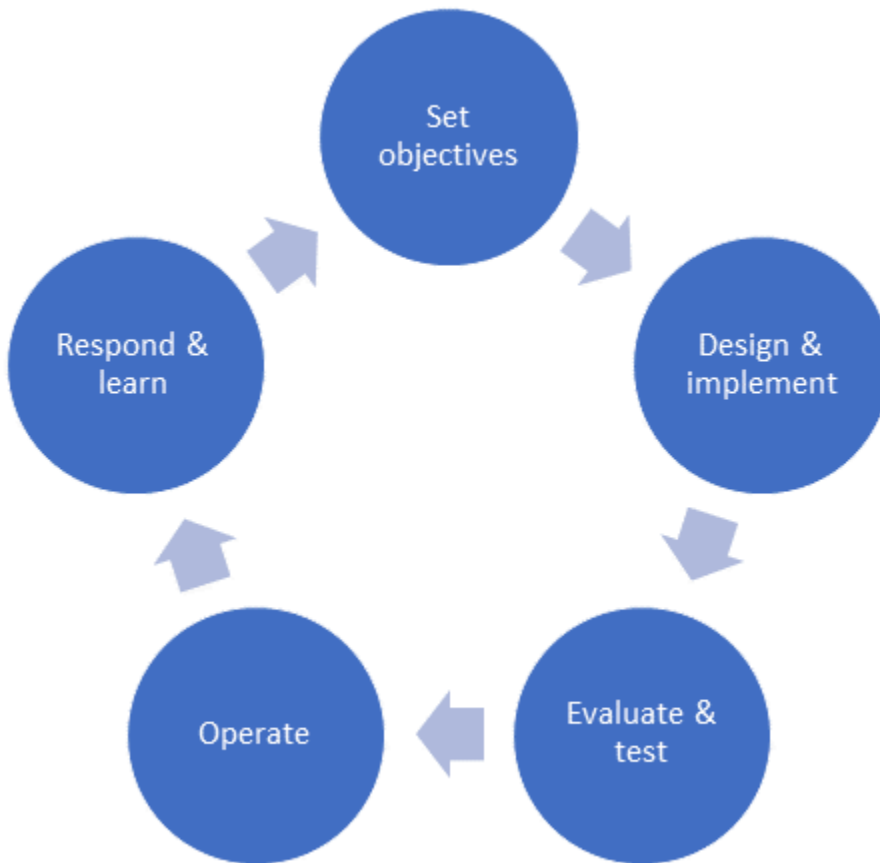 Set
objectives
Design &
implement
Evaluate &
test
Operate
Respond &
learn